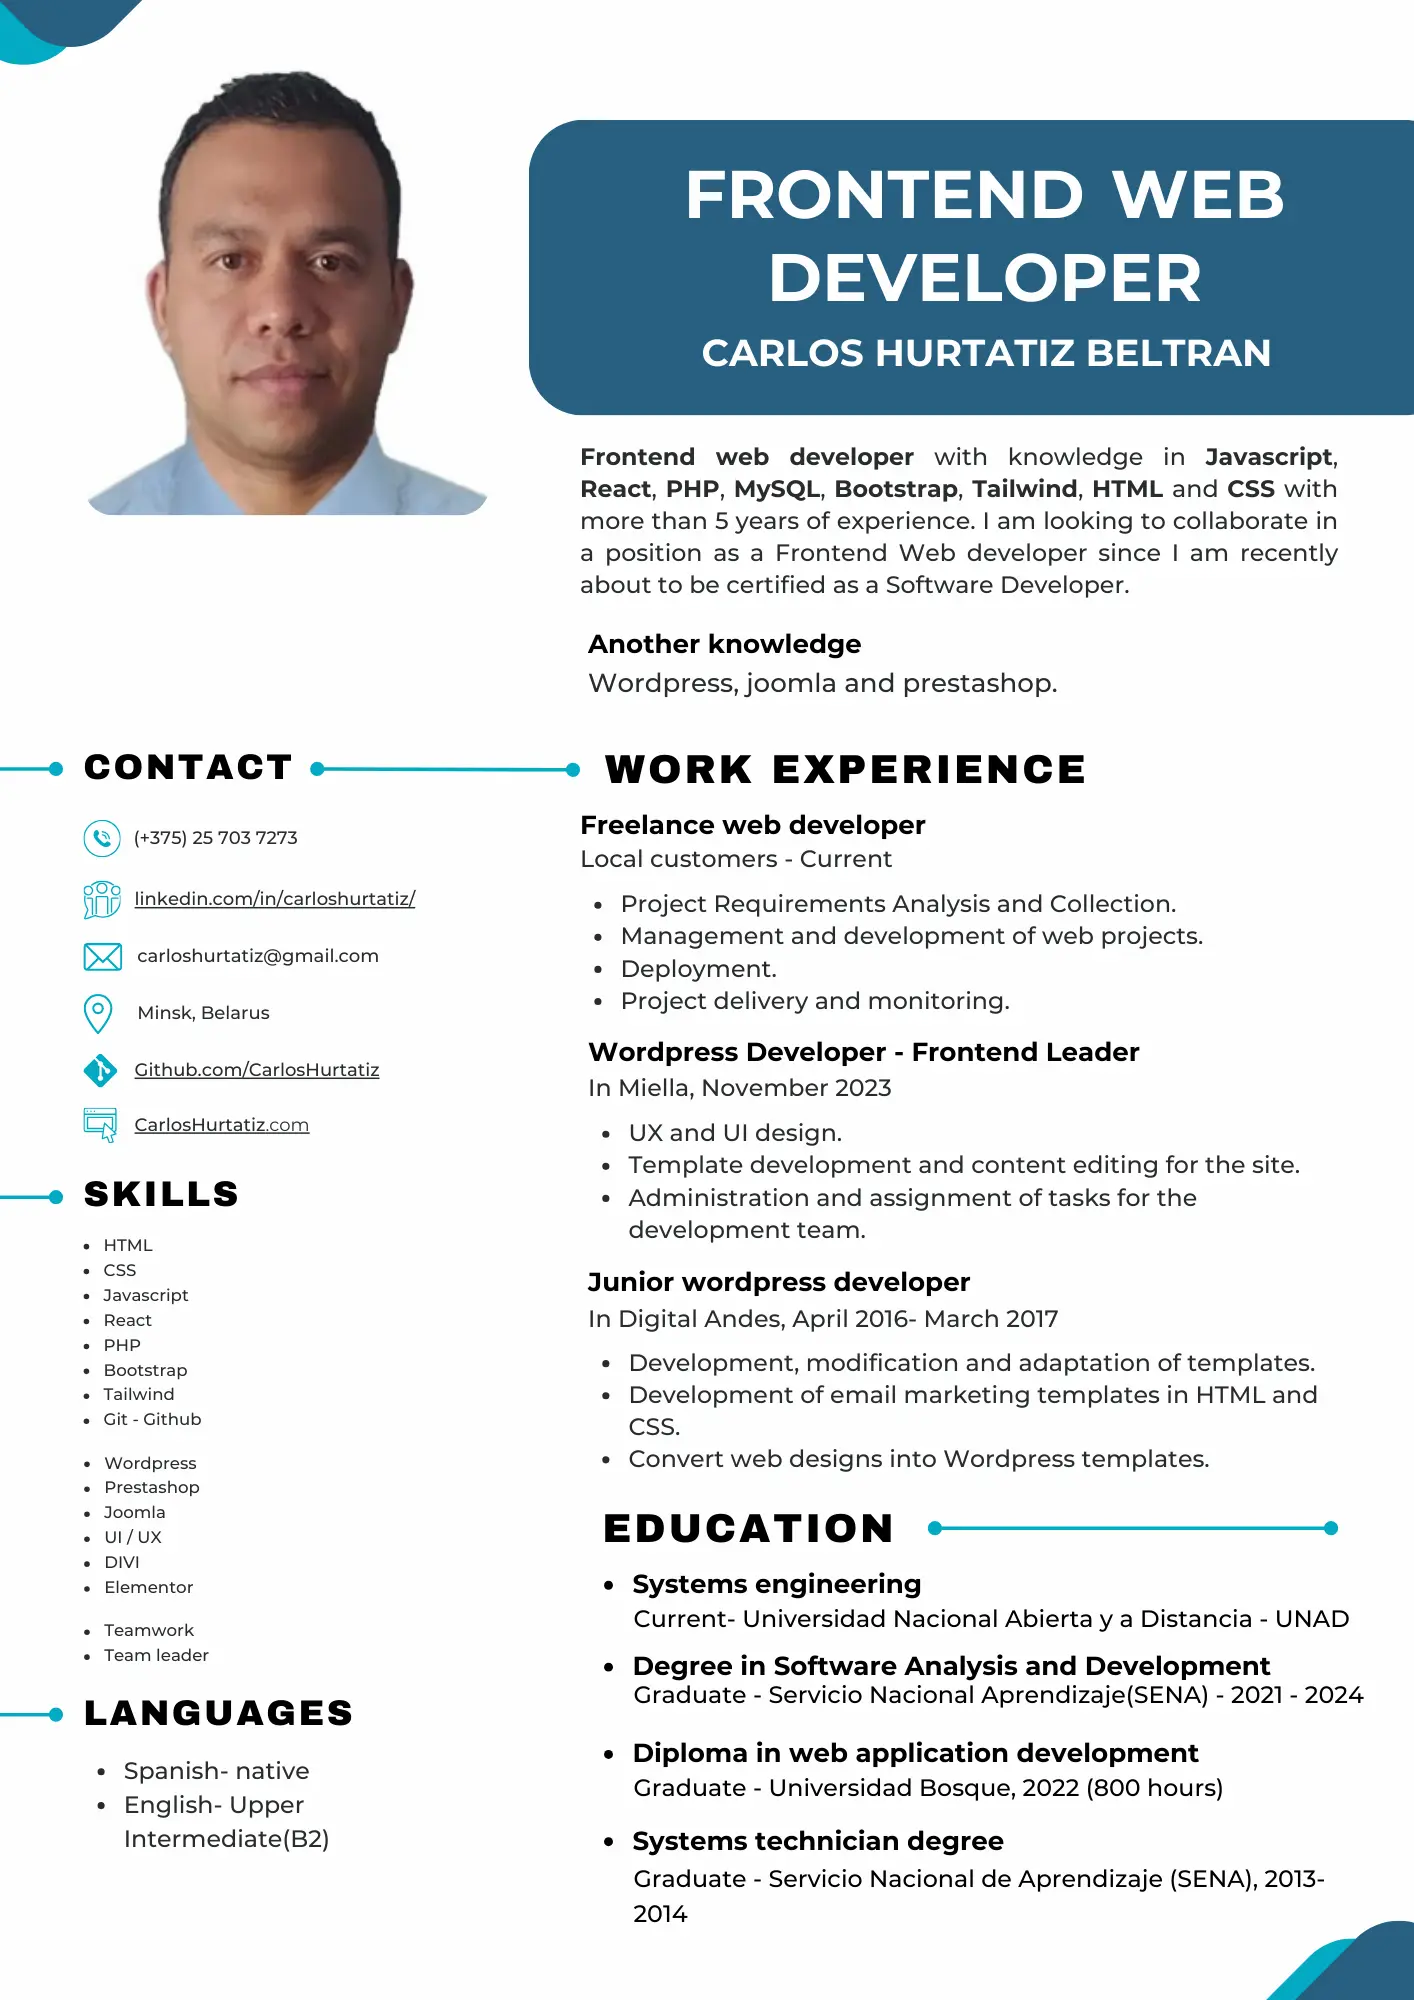 FRONTEND WEB
DEVELOPER
CARLOS HURTATIZ BELTRAN
Frontend web developer with knowledge in Javascript,
React, PHP, MySQL, Bootstrap, Tailwind, HTML and CSS with
more than 5 years of experience. I am looking to collaborate in
a position as a Frontend Web developer since I am recently
about to be certified as a Software Developer.
Another knowledge
Wordpress, joomla and prestashop.
CONTACT
(+375) 25 703 7273
linkedin.com/in/carloshurtatiz/
carloshurtatiz@gmail.com
Minsk, Belarus
Github.com/CarlosHurtatiz
CarlosHurtatiz.com
SKILLS
• HTML
• CSS
• Javascript
• React
• PHP
• Bootstrap
• Tailwind
• Git - Github
• Wordpress
• Prestashop
• Joomla
• UI / UX
• DIVI
• Elementor
• Teamwork
• Team leader
LANGUAGES
• Spanish- native
• English- Upper
Intermediate(B2)
WORK EXPERIENCE
Freelance web developer
Local customers - Current
• Project Requirements Analysis and Collection.
• Management and development of web projects.
• Deployment.
• Project delivery and monitoring.
Wordpress Developer - Frontend Leader
In Miella, November 2023
• UX and UI design.
• Template development and content editing for the site.
• Administration and assignment of tasks for the
development team.
Junior wordpress developer
In Digital Andes, April 2016- March 2017
• Development, modification and adaptation of templates.
• Development of email marketing templates in HTML and
CSS.
• Convert web designs into Wordpress templates.
EDUCATION
• Systems engineering
Current- Universidad Nacional Abierta y a Distancia - UNAD
• Degree in Software Analysis and Development
Graduate - Servicio Nacional Aprendizaje(SENA) - 2021 - 2024
• Diploma in web application development
Graduate - Universidad Bosque, 2022 (800 hours)
• Systems technician degree
Graduate - Servicio Nacional de Aprendizaje (SENA), 2013-
2014